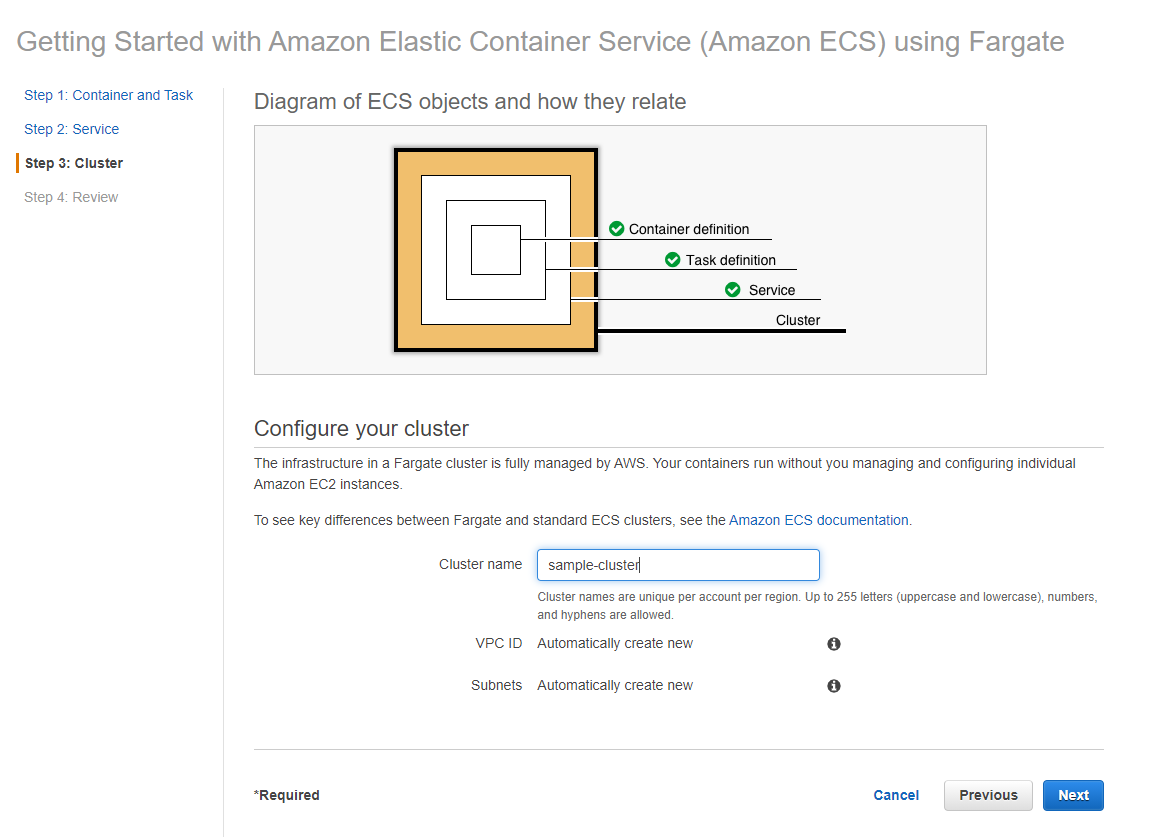 Getting Started with Amazon Elastic Container Service (Amazon ECS) using Fargate
Step 1: Container and Task
Step 2: Service
Step 3: Cluster
Step 4: Review
Diagram of ECS objects and how they relate
Container definition
Task definition
Service
Cluster
Configure your cluster
The infrastructure in a Fargate cluster is fully managed by AWS. Your containers run without you managing and configuring individual
Amazon EC2 instances.
To see key differences between Fargate and standard ECS clusters, see the Amazon ECS documentation.
Cluster name sample-cluster
Cluster names are unique per account per region. Up to 255 letters (uppercase and lowercase), numbers,
and hyphens are allowed.
VPC ID Automatically create new
Subnets Automatically create new
*Required Cancel Previous Next